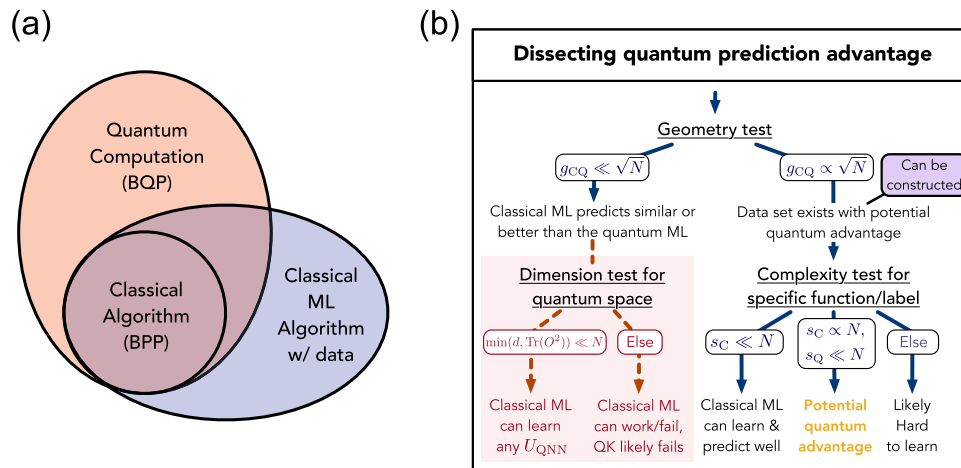 (a)
Quantum
Computation
(BQP)
Classical
Algorithm
(BPP)
Classical
ML
Algorithm
w/ data
(b)
Dissecting quantum prediction advantage
Geometry test
g_CQ ≪ √N
g_CQ ∝ √N
Can be
constructed
Classical ML predicts similar or
better than the quantum ML
Data set exists with potential
quantum advantage
Dimension test for
quantum space
min(d, Tr(O²)) ≪ N
Else
Classical ML
can learn
any U_QNN
Classical ML
can work/fail,
QK likely fails
Complexity test for
specific function/label
s_C ≪ N
s_C ∝ N,
s_Q ≪ N
Else
Classical ML
can learn &
predict well
Potential
quantum
advantage
Likely
Hard
to learn